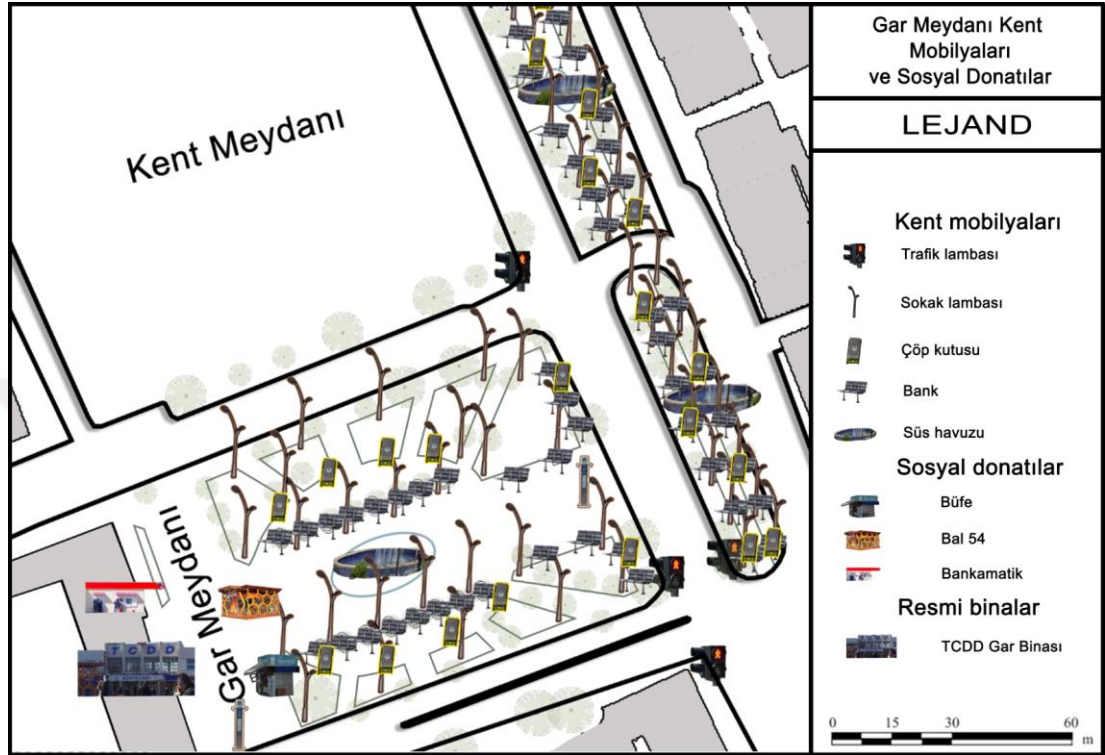 Gar Meydanı Kent
Mobilyaları
ve Sosyal Donatılar
LEJAND
Kent mobilyaları
Trafik lambası
Sokak lambası
Çöp kutusu
Bank
Süs havuzu
Sosyal donatılar
Büfe
Bal 54
Bankamatik
Resmi binalar
TCDD Gar Binası
0 15 30 60
m
Kent Meydanı
Gar Meydanı
TCDD